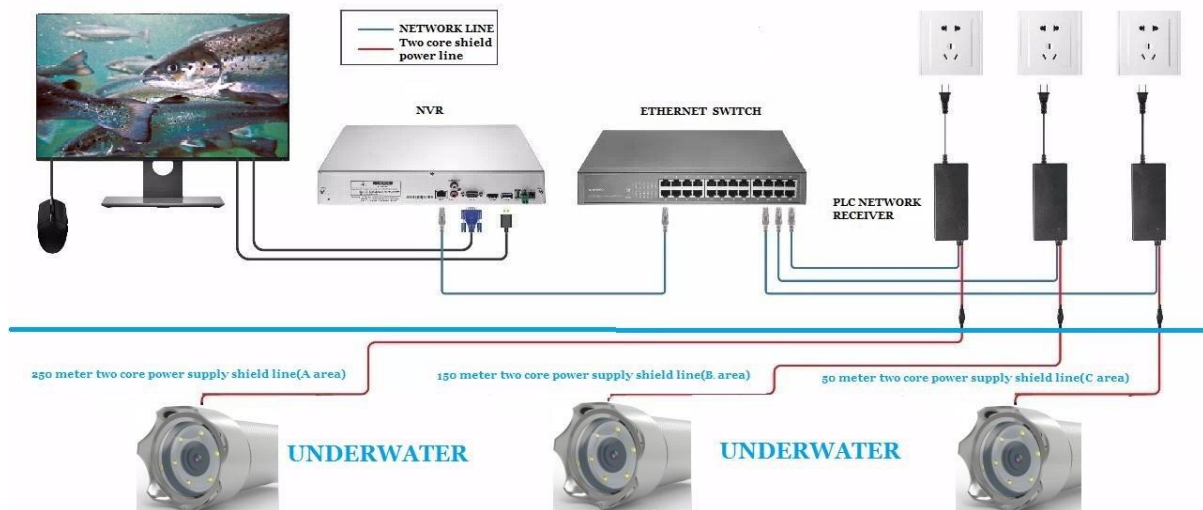 NETWORK LINE
Two core shield
power line
NVR
ETHERNET SWITCH
PLC NETWORK
RECEIVER
250 meter two core power supply shield line(A area)
150 meter two core power supply shield line(B area)
50 meter two core power supply shield line(C area)
UNDERWATER
UNDERWATER